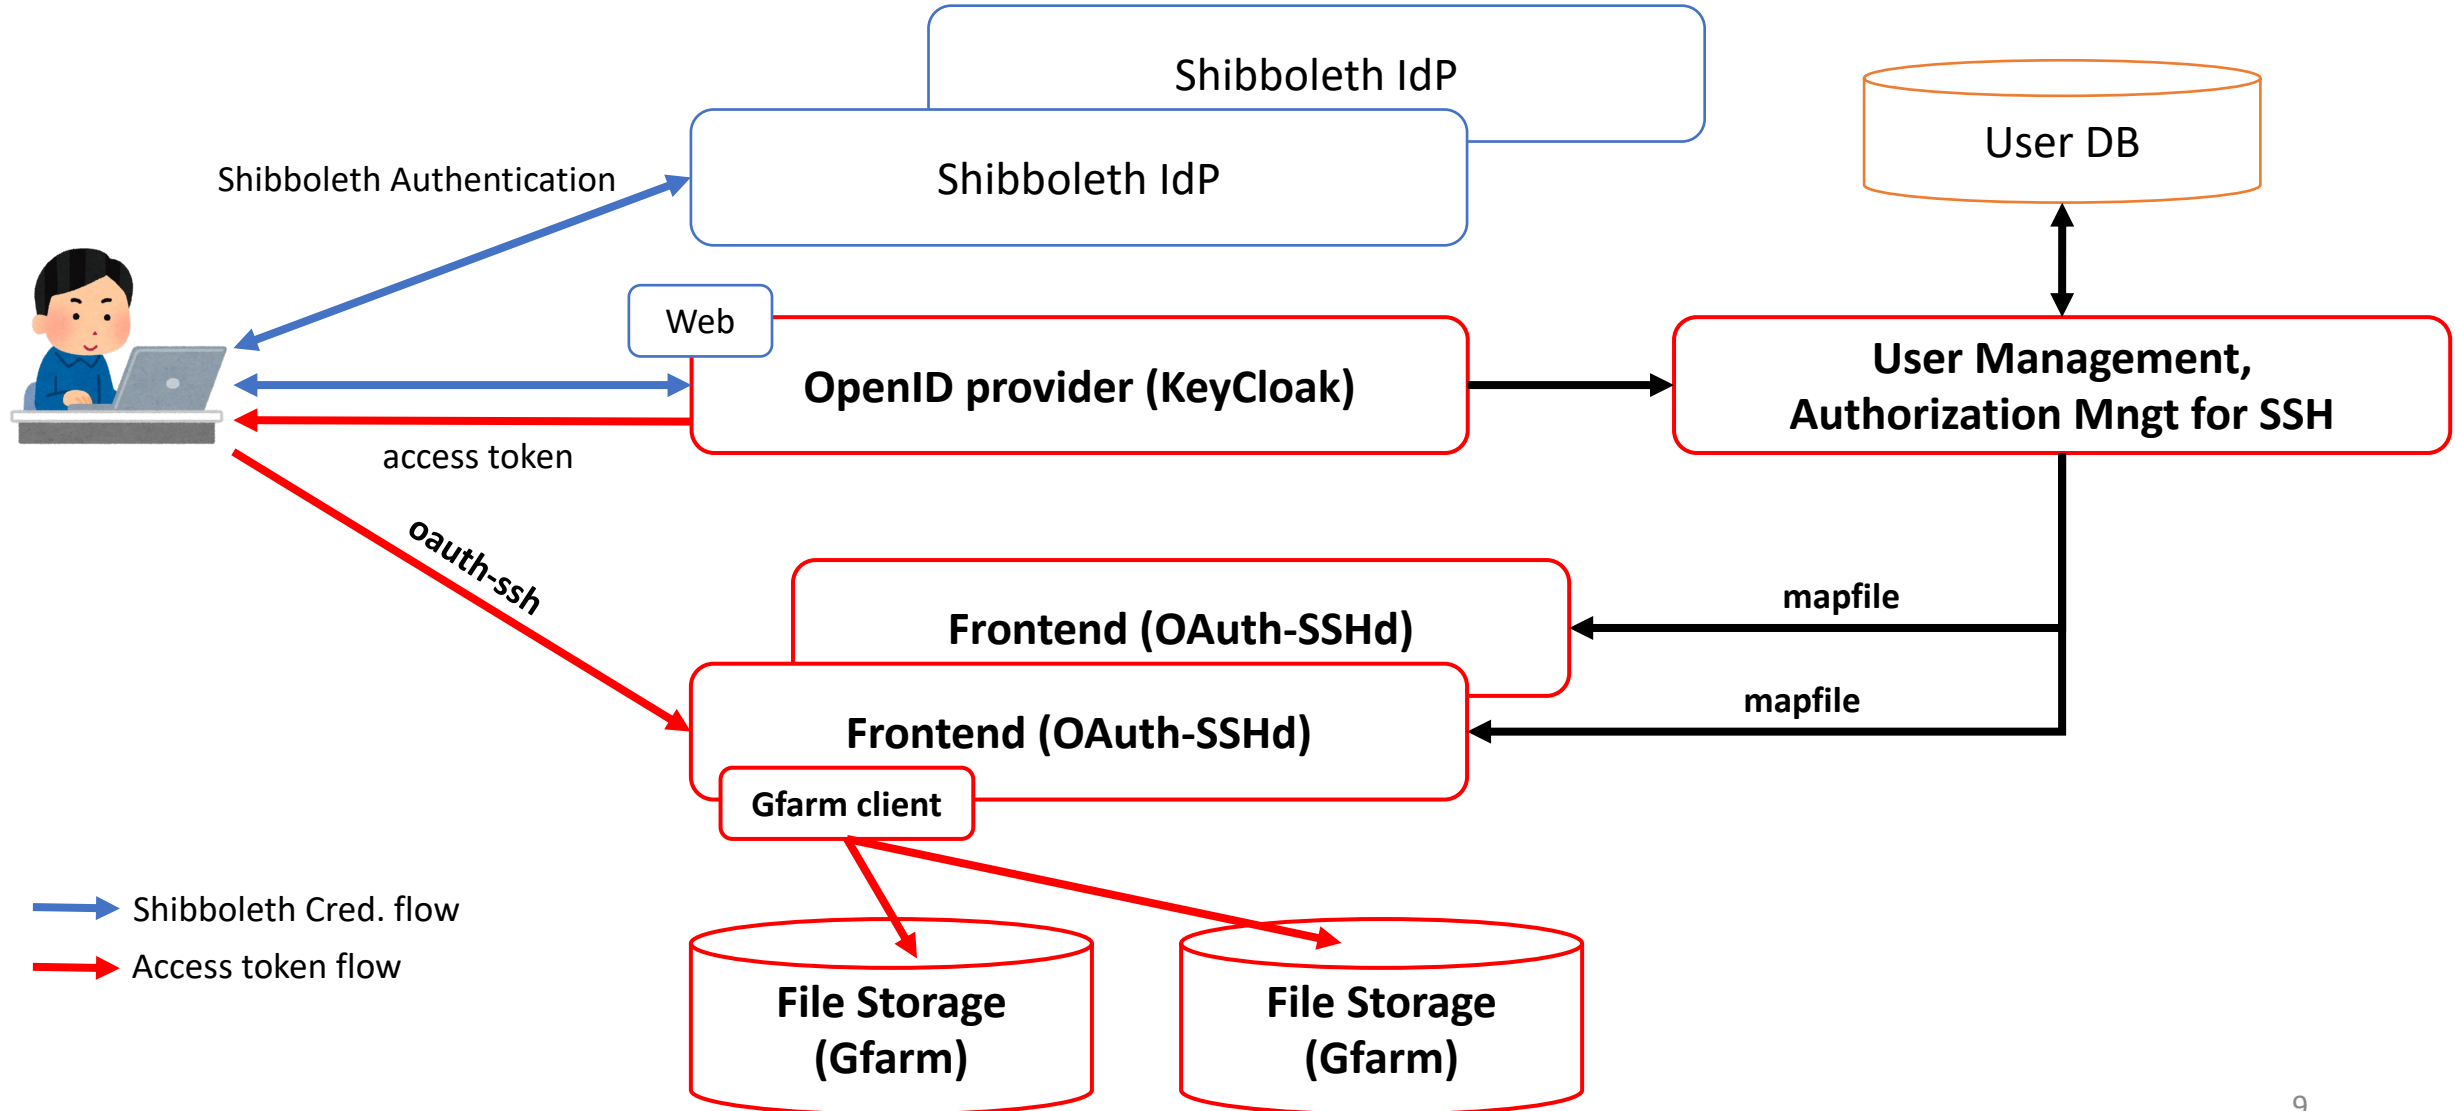 Shibboleth IdP
User DB
Shibboleth IdP
Shibboleth Authentication
Web
OpenID provider (KeyCloak)
User Management,
Authorization Mngt for SSH
access token
oauth-ssh
mapfile
Frontend (OAuth-SSHd)
mapfile
Frontend (OAuth-SSHd)
Gfarm client
Shibboleth Cred. flow
Access token flow
File Storage
(Gfarm)
File Storage
(Gfarm)
9